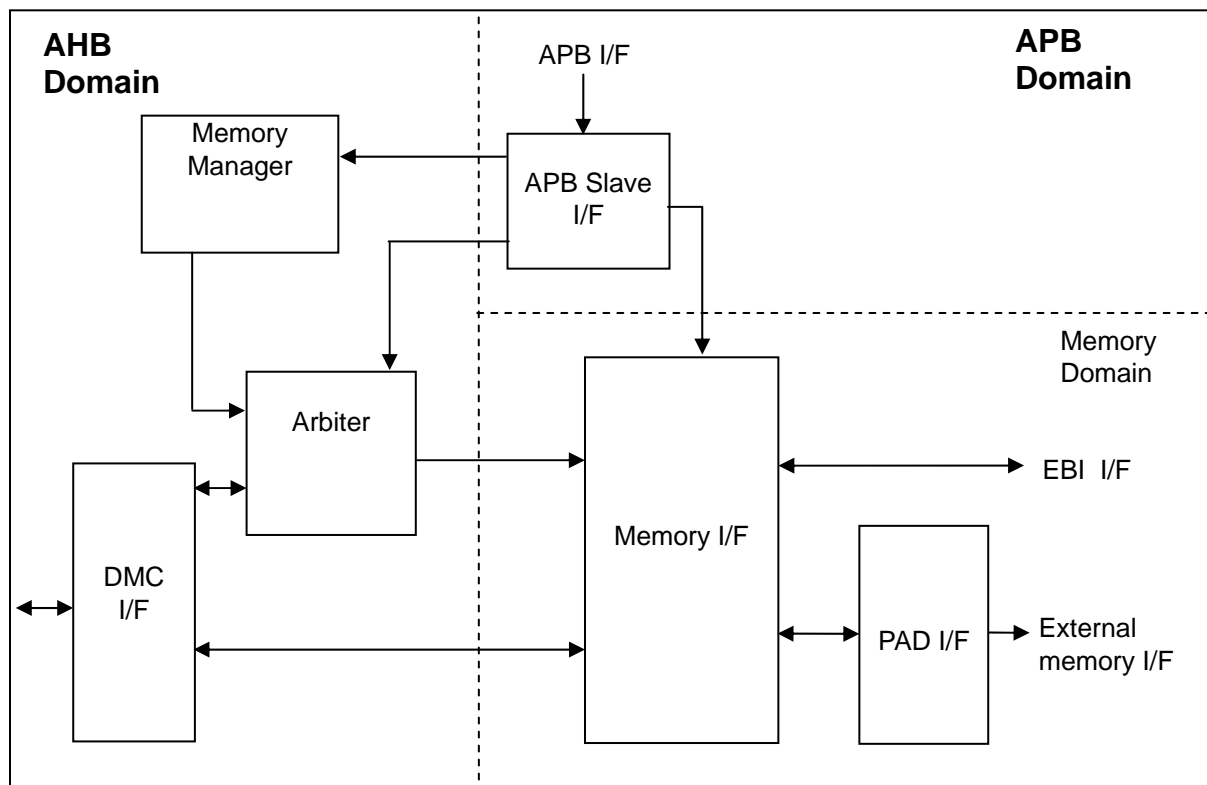 AHB
Domain
APB I/F
APB
Domain
Memory
Manager
APB Slave
I/F
Memory
Domain
Arbiter
EBI  I/F
Memory I/F
DMC
I/F
PAD I/F
External
memory I/F